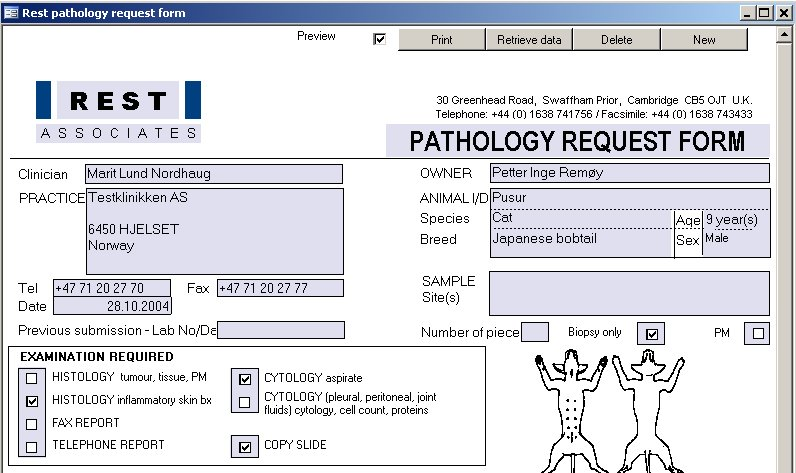 Rest pathology request form
Preview Print Retrieve data Delete New
REST
ASSOCIATES
30 Greenhead Road, Swaffham Prior, Cambridge CB5 OJT U.K.
Telephone: +44 (0) 1638 741756 / Facsimile: +44 (0) 1638 743433
PATHOLOGY REQUEST FORM
Clinician Marit Lund Nordhaug
PRACTICE Testklinikken AS
6450 HJELSET
Norway
Tel +47 71 20 27 70 Fax +47 71 20 27 77
Date 28.10.2004
Previous submission - Lab No/Da
OWNER Petter Inge Remøy
ANIMAL I/D Pusur
Species Cat Age 9 year(s)
Breed Japanese bobtail Sex Male
SAMPLE
Site(s)
Number of piece Biopsy only PM
EXAMINATION REQUIRED
HISTOLOGY tumour, tissue, PM
HISTOLOGY inflammatory skin bx
FAX REPORT
TELEPHONE REPORT
CYTOLOGY aspirate
CYTOLOGY (pleural, peritoneal, joint
fluids) cytology, cell count, proteins
COPY SLIDE